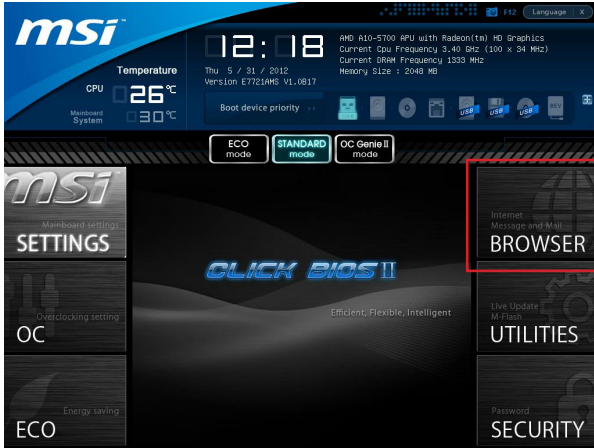 msi
F12 Language X
12:18
AMD A10-5700 APU with Radeon(tm) HD Graphics
Current Cpu Frequency 3.40 GHz (100 x 34 MHz)
Current DRAM Frequency 1333 MHz
Memory Size : 2048 MB
Temperature
Thu 5 / 31 / 2012
Version E7721AMS V1.0B17
CPU 26℃
Mainboard
System 30℃
Boot device priority
USB USB USB REV
ECO
mode
STANDARD
mode
OC Genie II
mode
msi
Mainboard settings
SETTINGS
Internet
Message and Mail
BROWSER
CLICK BIOS II
Efficient, Flexible, Intelligent
Overclocking setting
OC
Live Update
M-Flash
UTILITIES
Energy saving
ECO
Password
SECURITY